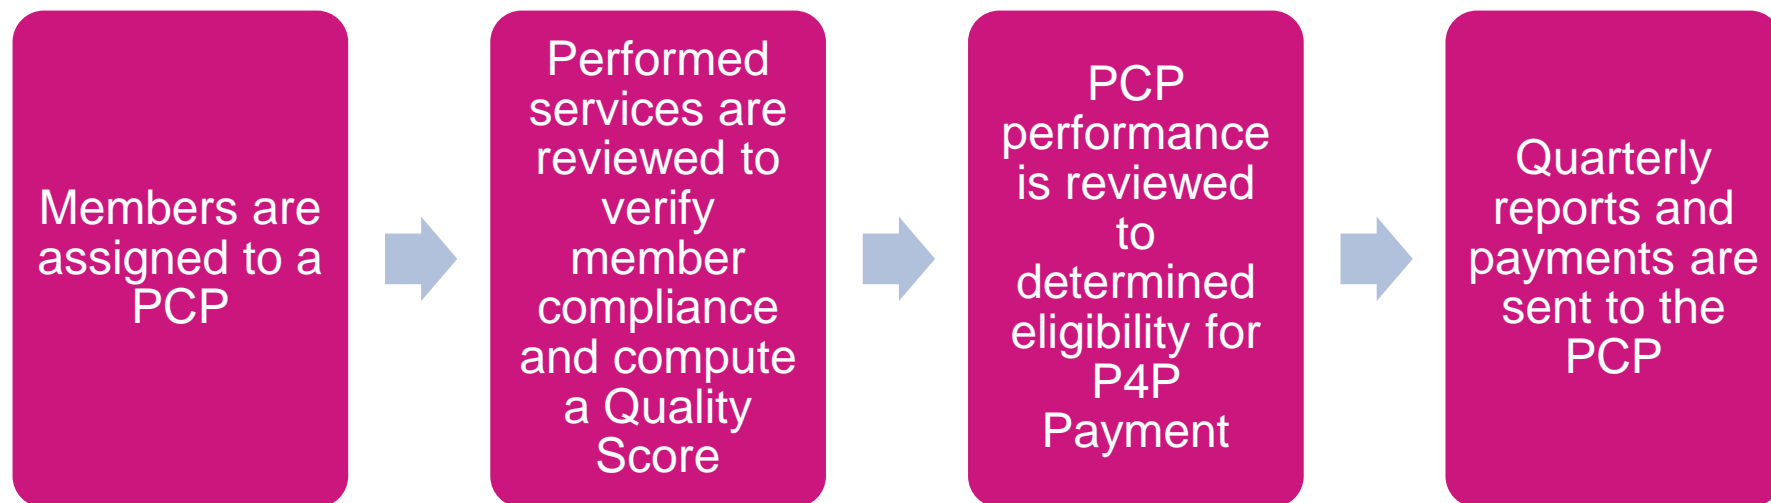 Members are
assigned to a
PCP
Performed
services are
reviewed to
verify
member
compliance
and compute
a Quality
Score
PCP
performance
is reviewed
to
determined
eligibility for
P4P
Payment
Quarterly
reports and
payments are
sent to the
PCP